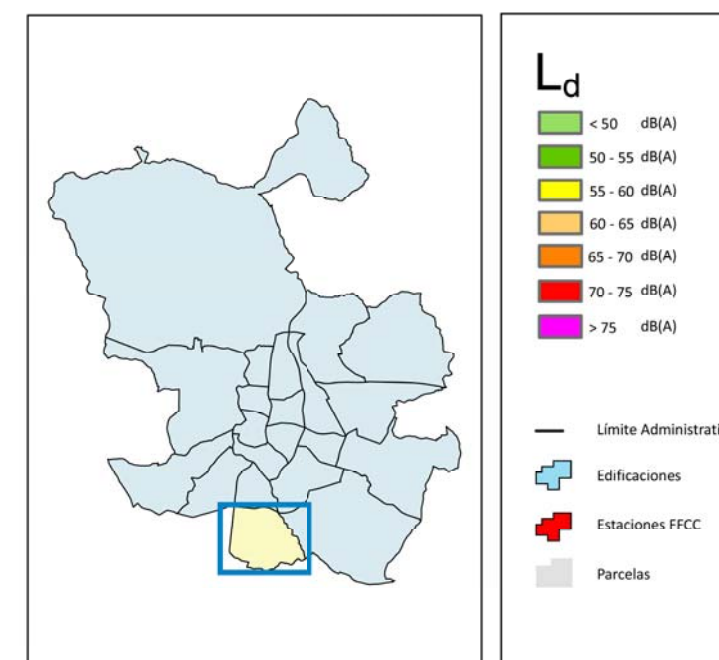 Ld
< 50 dB(A)
50 - 55 dB(A)
55 - 60 dB(A)
60 - 65 dB(A)
65 - 70 dB(A)
70 - 75 dB(A)
> 75 dB(A)
Límite Administrati
Edificaciones
Estaciones FFCC
Parcelas